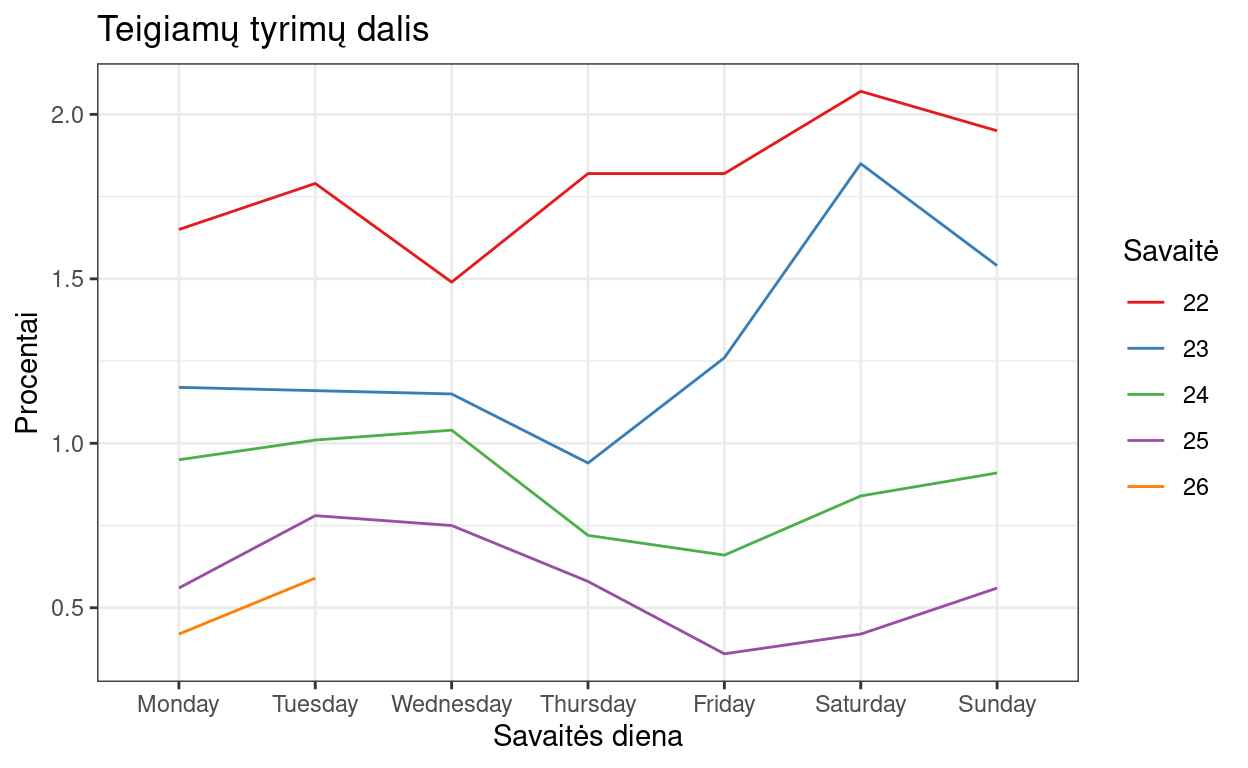 Teigiamų tyrimų dalis
Procentai
2.0
1.5
1.0
0.5
Monday Tuesday Wednesday Thursday Friday Saturday Sunday
Savaitės diena
Savaitė
22
23
24
25
26